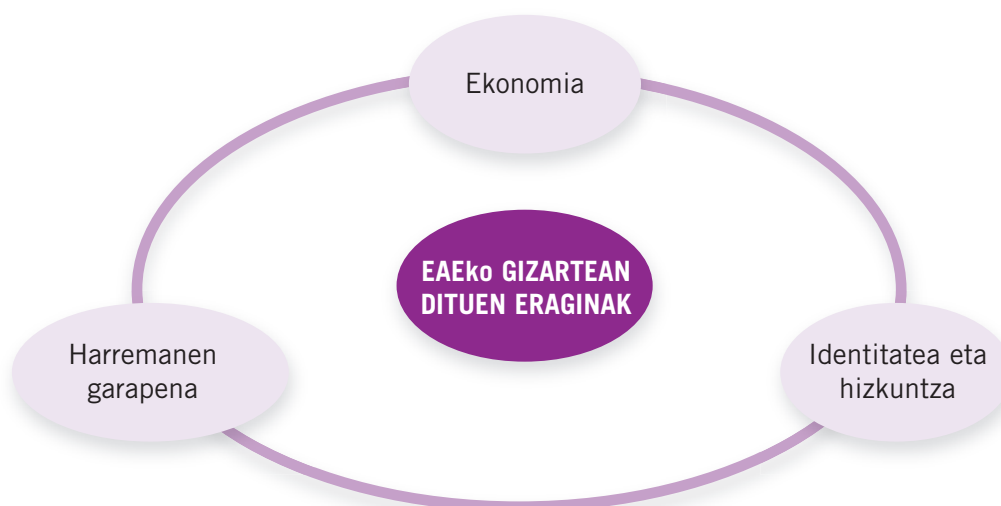 Ekonomia
EAEko GIZARTEAN
DITUEN ERAGINAK
Harremanen
garapena
Identitatea eta
hizkuntza